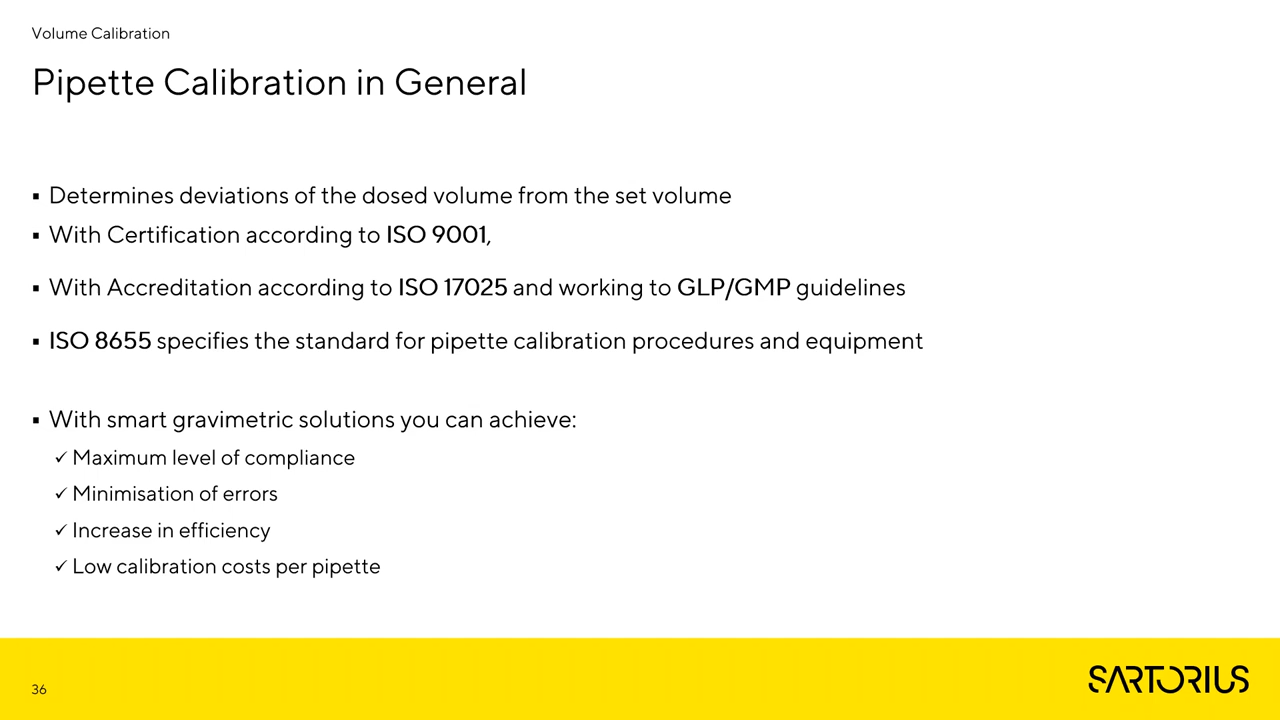 Volume Calibration
Pipette Calibration in General
▪ Determines deviations of the dosed volume from the set volume
▪ With Certification according to ISO 9001,
▪ With Accreditation according to ISO 17025 and working to GLP/GMP guidelines
▪ ISO 8655 specifies the standard for pipette calibration procedures and equipment
▪ With smart gravimetric solutions you can achieve:
✓ Maximum level of compliance
✓ Minimisation of errors
✓ Increase in efficiency
✓ Low calibration costs per pipette
36
SARTORIUS